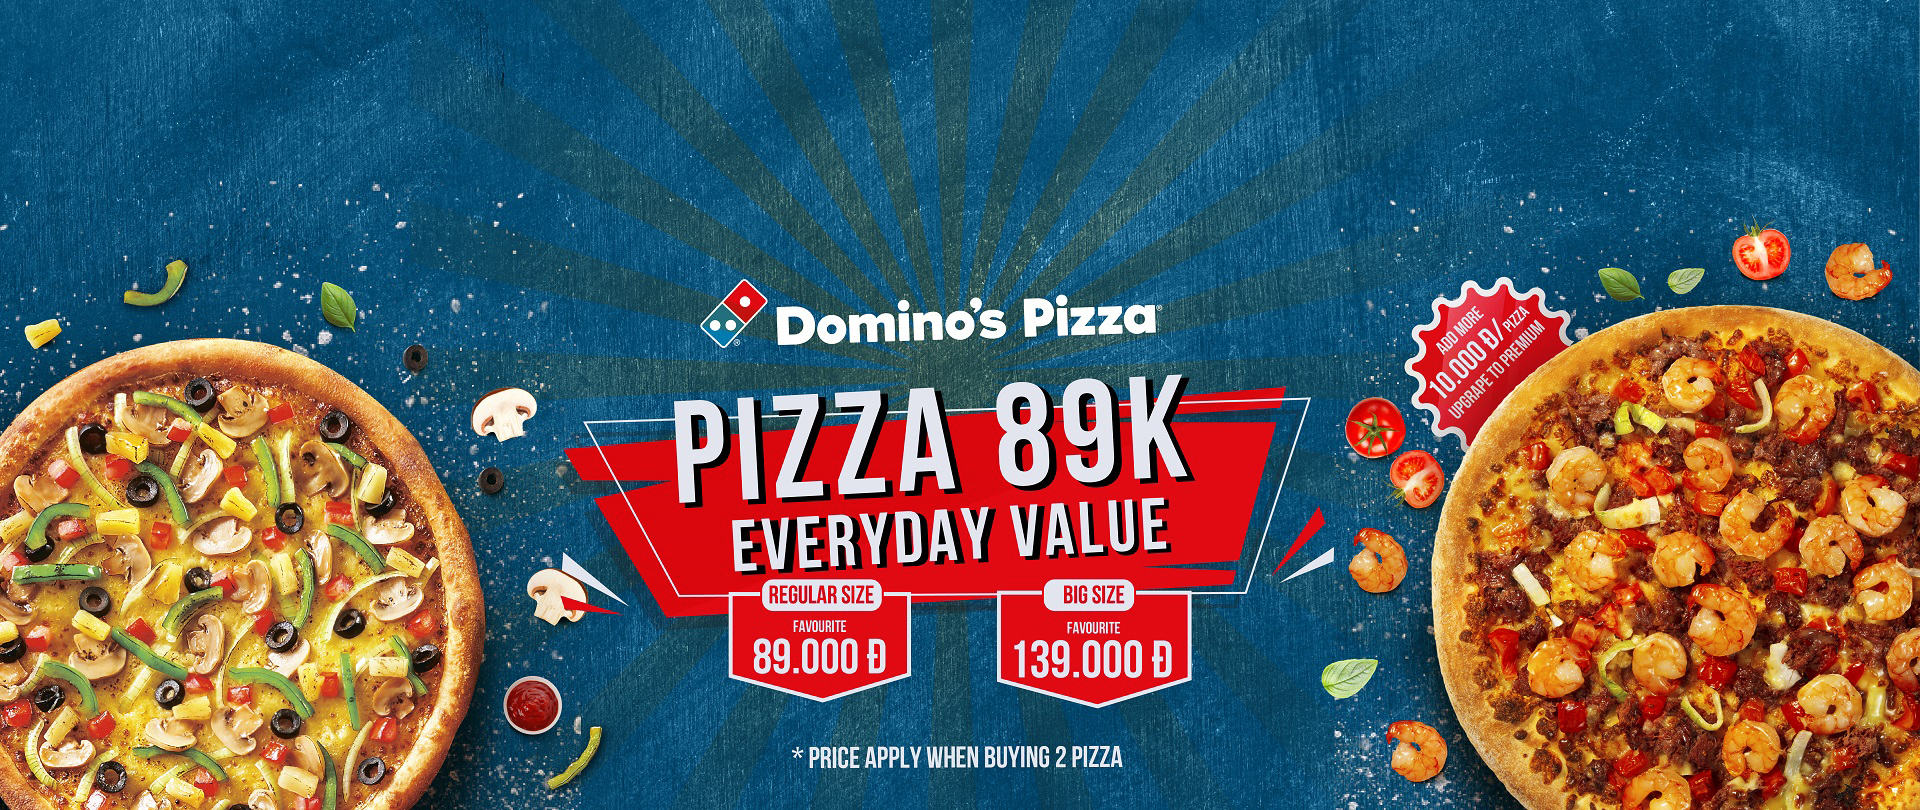 Domino's Pizza®
ADD MORE
10.000 Đ/ PIZZA
UPGRAPE TO PREMIUM
PIZZA 89K
EVERYDAY VALUE
REGULAR SIZE
FAVOURITE
89.000 Đ
BIG SIZE
FAVOURITE
139.000 Đ
* PRICE APPLY WHEN BUYING 2 PIZZA